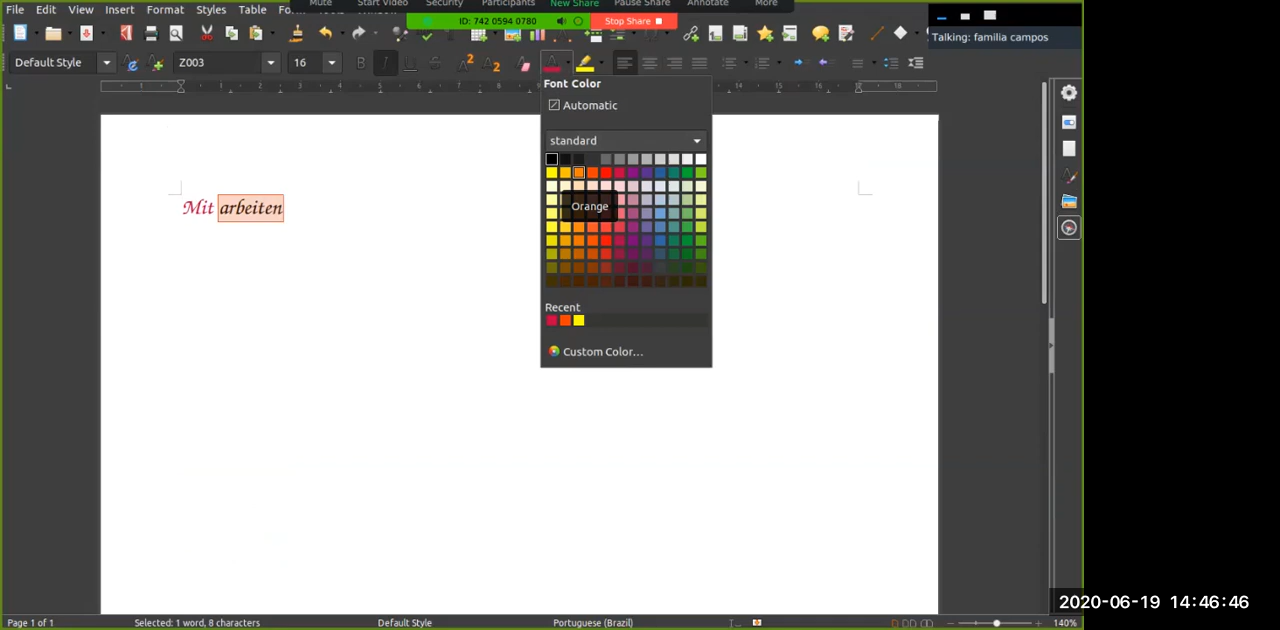 Mute Start Video Security Participants New Share Pause Share Annotate More
File Edit View Insert Format Styles Table
ID: 742 0594 0780 Stop Share
Talking: familia campos
Default Style Z003 16
Font Color
Automatic
standard
Orange
Recent
Custom Color...
Mit arbeiten
2020-06-19 14:46:46
Page 1 of 1 Selected: 1 word, 8 characters Default Style Portuguese (Brazil) 140%